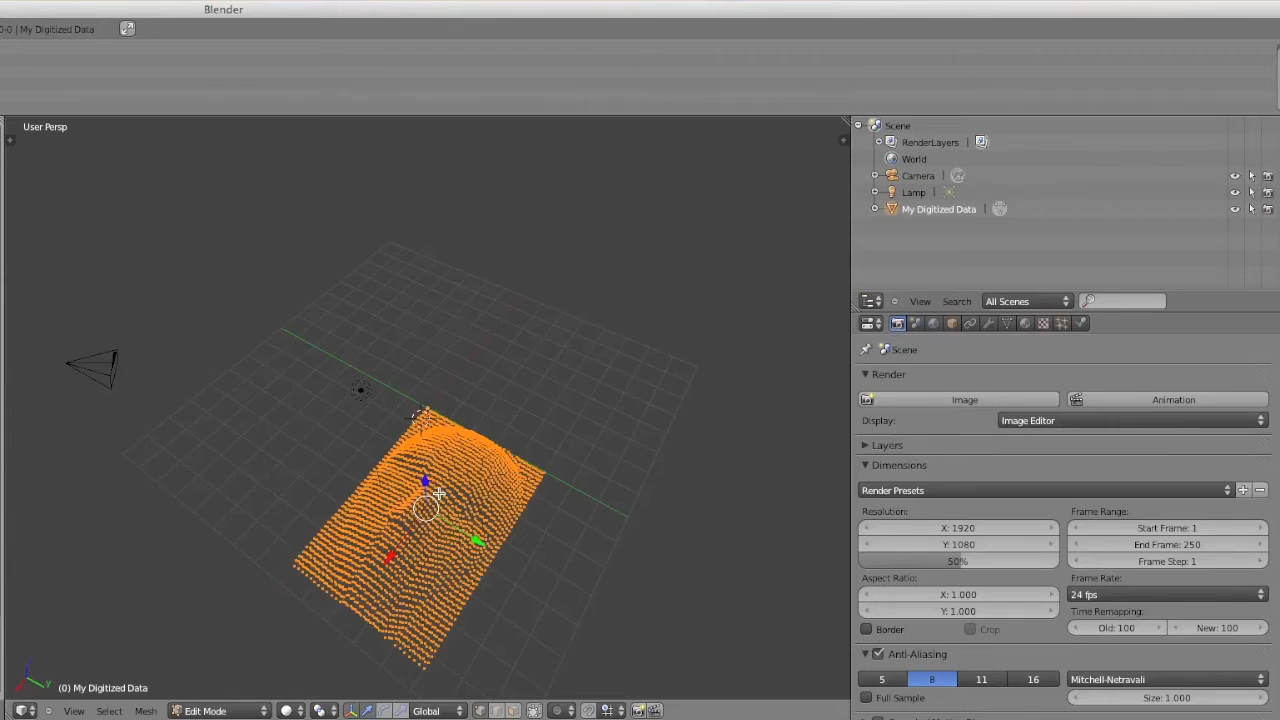 Blender
0-0 | My Digitized Data
User Persp
Scene
RenderLayers |
World
Camera |
Lamp |
My Digitized Data |
View Search All Scenes
Scene
Render
Image Animation
Display: Image Editor
Layers
Dimensions
Render Presets
Resolution: Frame Range:
X: 1920 Start Frame: 1
Y: 1080 End Frame: 250
50% Frame Step: 1
Aspect Ratio: Frame Rate:
X: 1.000 24 fps
Y: 1.000 Time Remapping:
Border Crop Old: 100 New: 100
Anti-Aliasing
5 8 11 16 Mitchell-Netravali
Full Sample Size: 1.000
y
(0) My Digitized Data
View Select Mesh Edit Mode Global